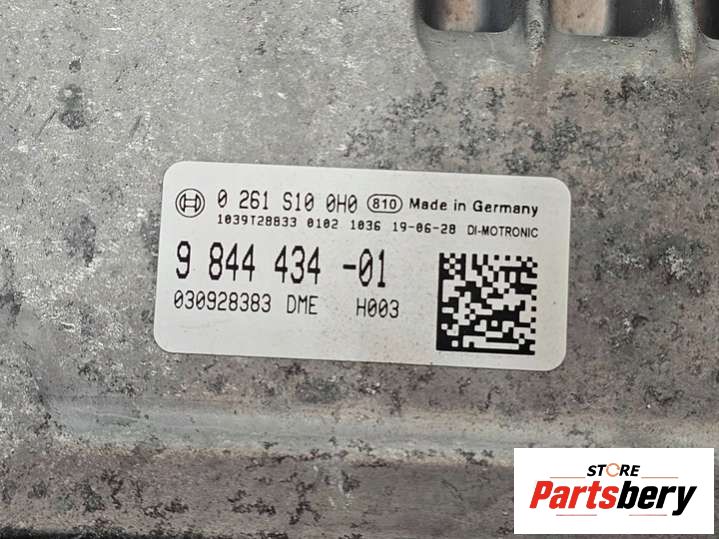 0 261 S10 0H0 810 Made in Germany
1039T28833 0102 1036 19-06-28 DI-MOTRONIC
9 844 434 -01
030928383 DME H003
STORE
Partsbery